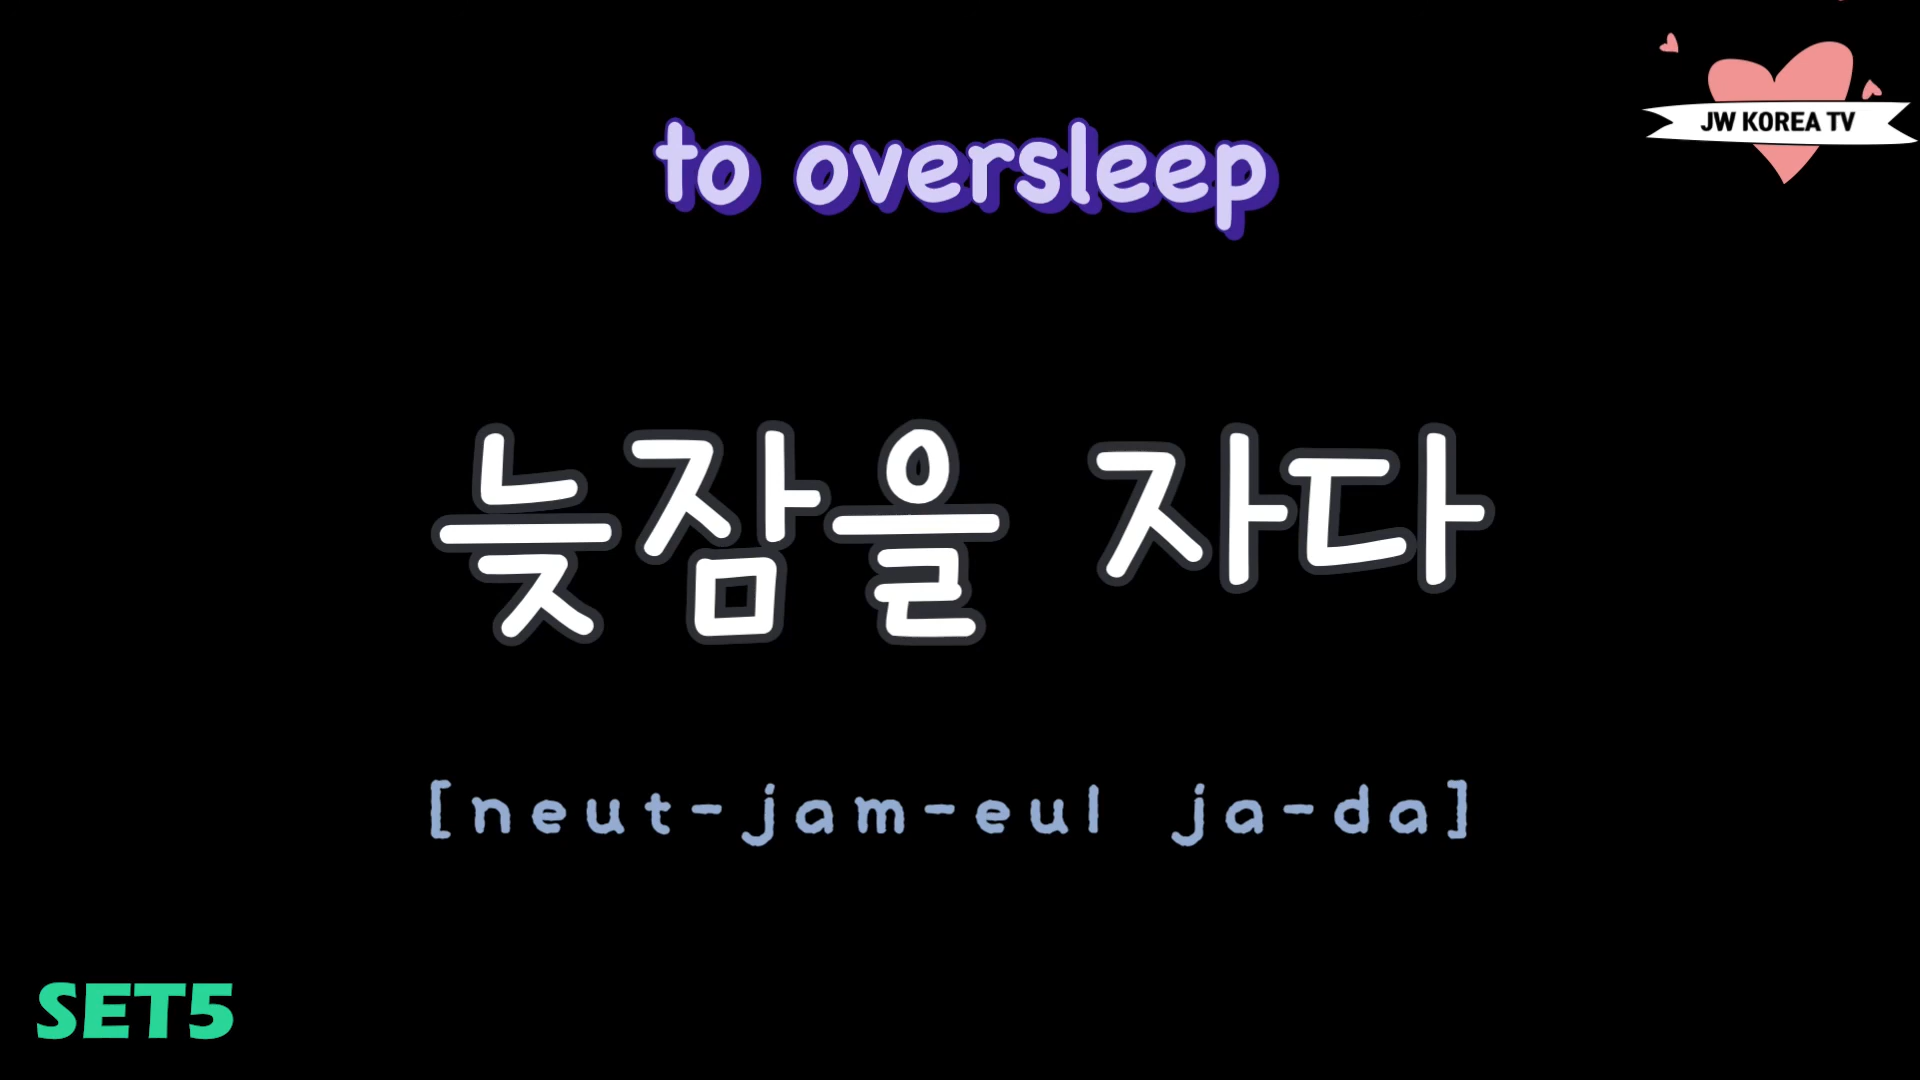 JW KOREA TV
to oversleep
늦잠을 자다
[neut-jam-eul ja-da]
SET5